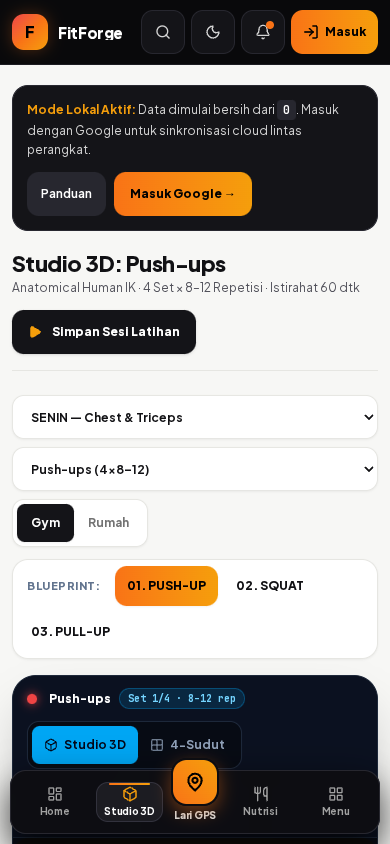 F FitForge Masuk
Mode Lokal Aktif: Data dimulai bersih dari 0. Masuk
dengan Google untuk sinkronisasi cloud lintas
perangkat.
Panduan Masuk Google →
Studio 3D: Push-ups
Anatomical Human IK · 4 Set × 8–12 Repetisi · Istirahat 60 dtk
Simpan Sesi Latihan
SENIN — Chest & Triceps
Push-ups (4×8–12)
Gym Rumah
BLUEPRINT: 01. PUSH-UP 02. SQUAT
03. PULL-UP
Push-ups Set 1/4 · 8-12 rep
Studio 3D 4-Sudut
Home Studio 3D Lari GPS Nutrisi Menu